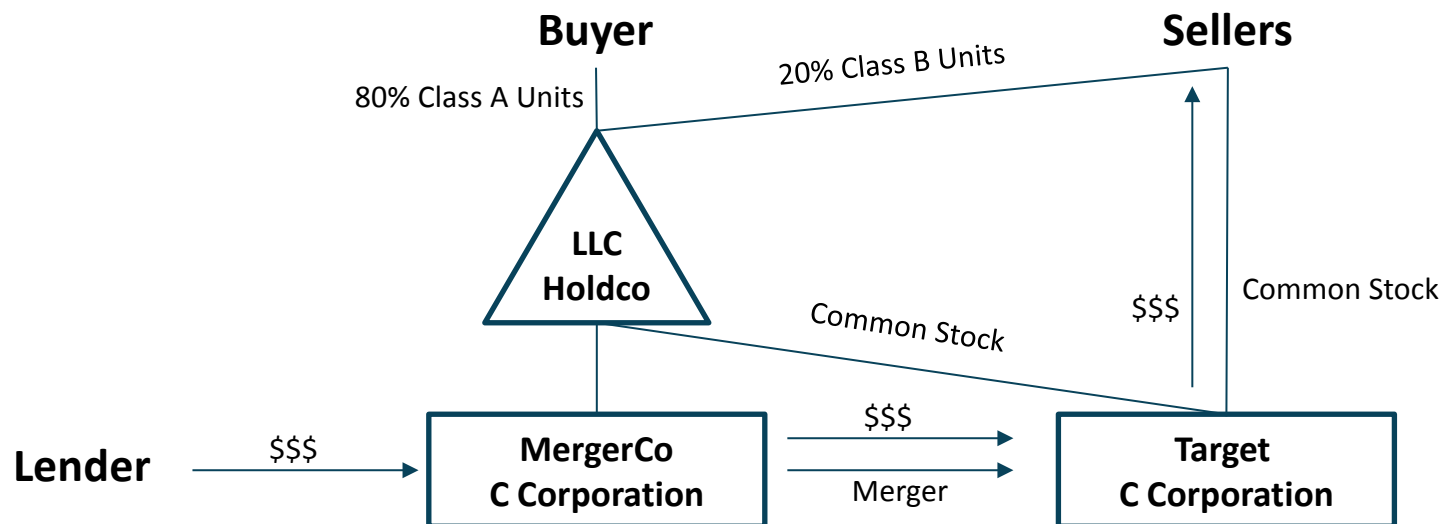 Buyer
Sellers
80% Class A Units
20% Class B Units
LLC
Holdco
Common Stock
$$$
Common Stock
Lender
$$$
MergerCo
C Corporation
$$$
Merger
Target
C Corporation